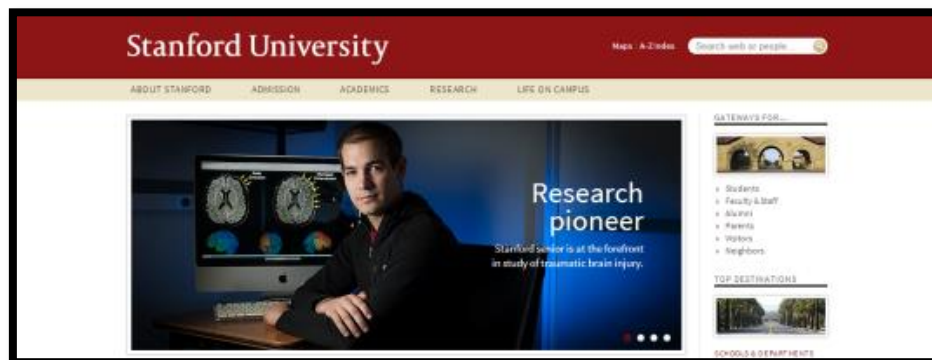 Stanford University
Maps A-Z Index
Search web or people
ABOUT STANFORD ADMISSION ACADEMICS RESEARCH LIFE ON CAMPUS
Research
pioneer
Stanford senior is at the forefront
in study of traumatic brain injury.
GATEWAYS FOR...
Students
Faculty & Staff
Alumni
Parents
Visitors
Neighbors
TOP DESTINATIONS
SCHOOLS & DEPARTMENTS